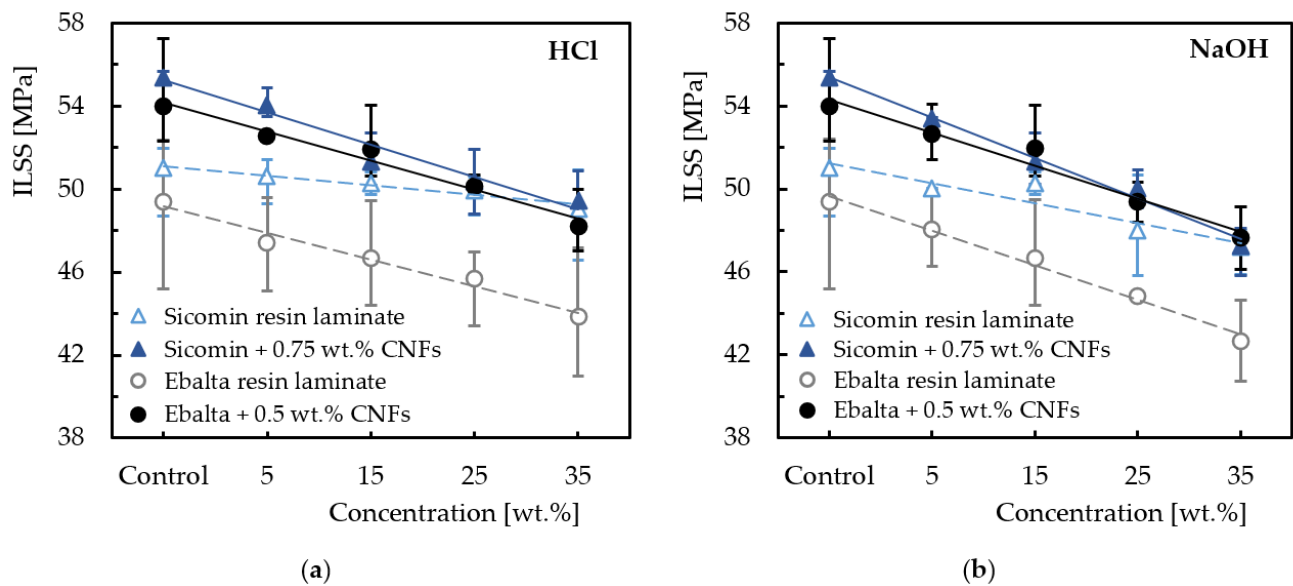 58
54
50
46
42
38
ILSS [MPa]
HCl
Sicomin resin laminate
Sicomin + 0.75 wt.% CNFs
Ebalta resin laminate
Ebalta + 0.5 wt.% CNFs
Control 5 15 25 35
Concentration [wt.%]
(a)
58
54
50
46
42
38
ILSS [MPa]
NaOH
Sicomin resin laminate
Sicomin + 0.75 wt.% CNFs
Ebalta resin laminate
Ebalta + 0.5 wt.% CNFs
Control 5 15 25 35
Concentration [wt.%]
(b)